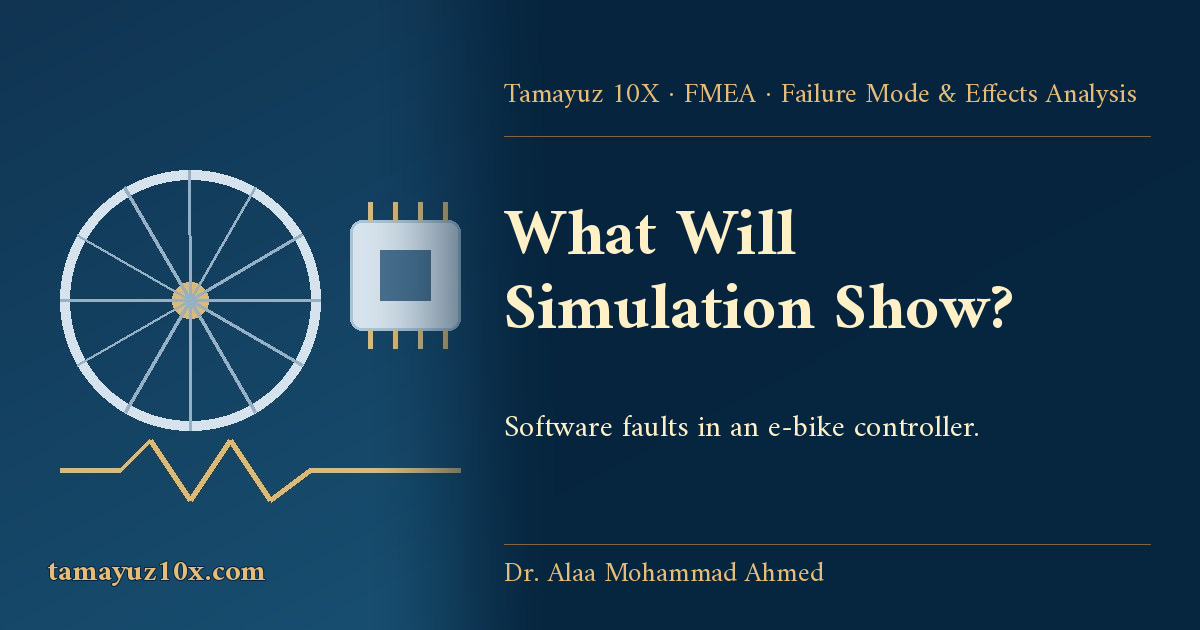 Tamayuz 10X · FMEA · Failure Mode & Effects Analysis
What Will
Simulation Show?
Software faults in an e-bike controller.
tamayuz10x.com
Dr. Alaa Mohammad Ahmed